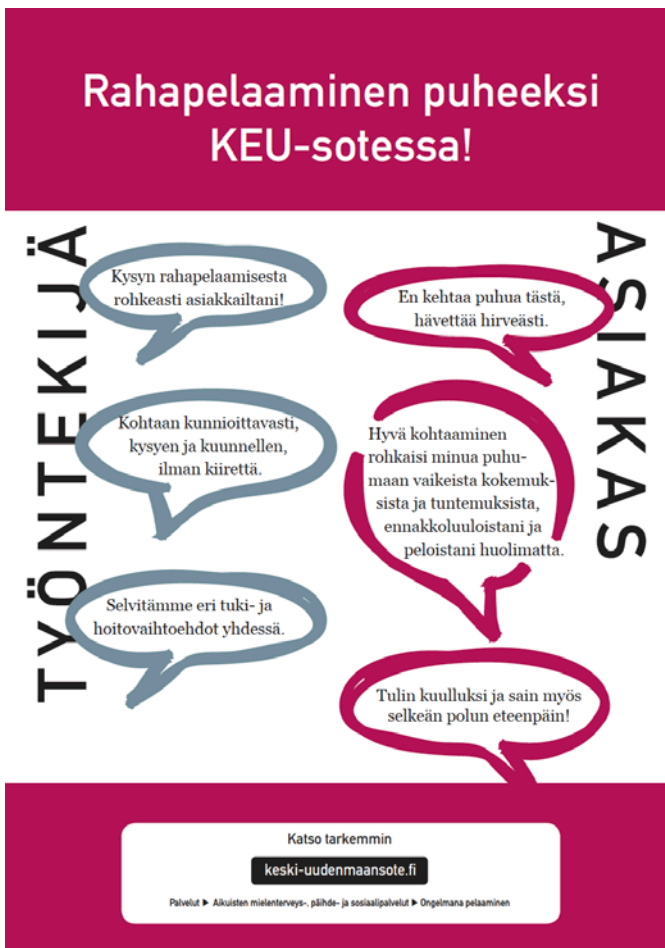 Rahapelaaminen puheeksi
KEU-sotessa!
TYÖNTEKIJÄ
Kysyn rahapelaamisesta
rohkeasti asiakkailtani!
Kohtaan kunnioittavasti,
kysyen ja kuunnellen,
ilman kiirettä.
Selvitämme eri tuki- ja
hoitovaihtoehdot yhdessä.
ASIAKAS
En kehtaa puhua tästä,
hävettää hirveästi.
Hyvä kohtaaminen
rohkaisi minua puhu-
maan vaikeista kokemuk-
sista ja tuntemuksista,
ennakkoluuloistani ja
peloistani huolimatta.
Tulin kuulluksi ja sain myös
selkeän polun eteenpäin!
Katso tarkemmin
keski-uudenmaansote.fi
Palvelut ▶ Aikuisten mielenterveys-, päihde- ja sosiaalipalvelut ▶ Ongelmana pelaaminen